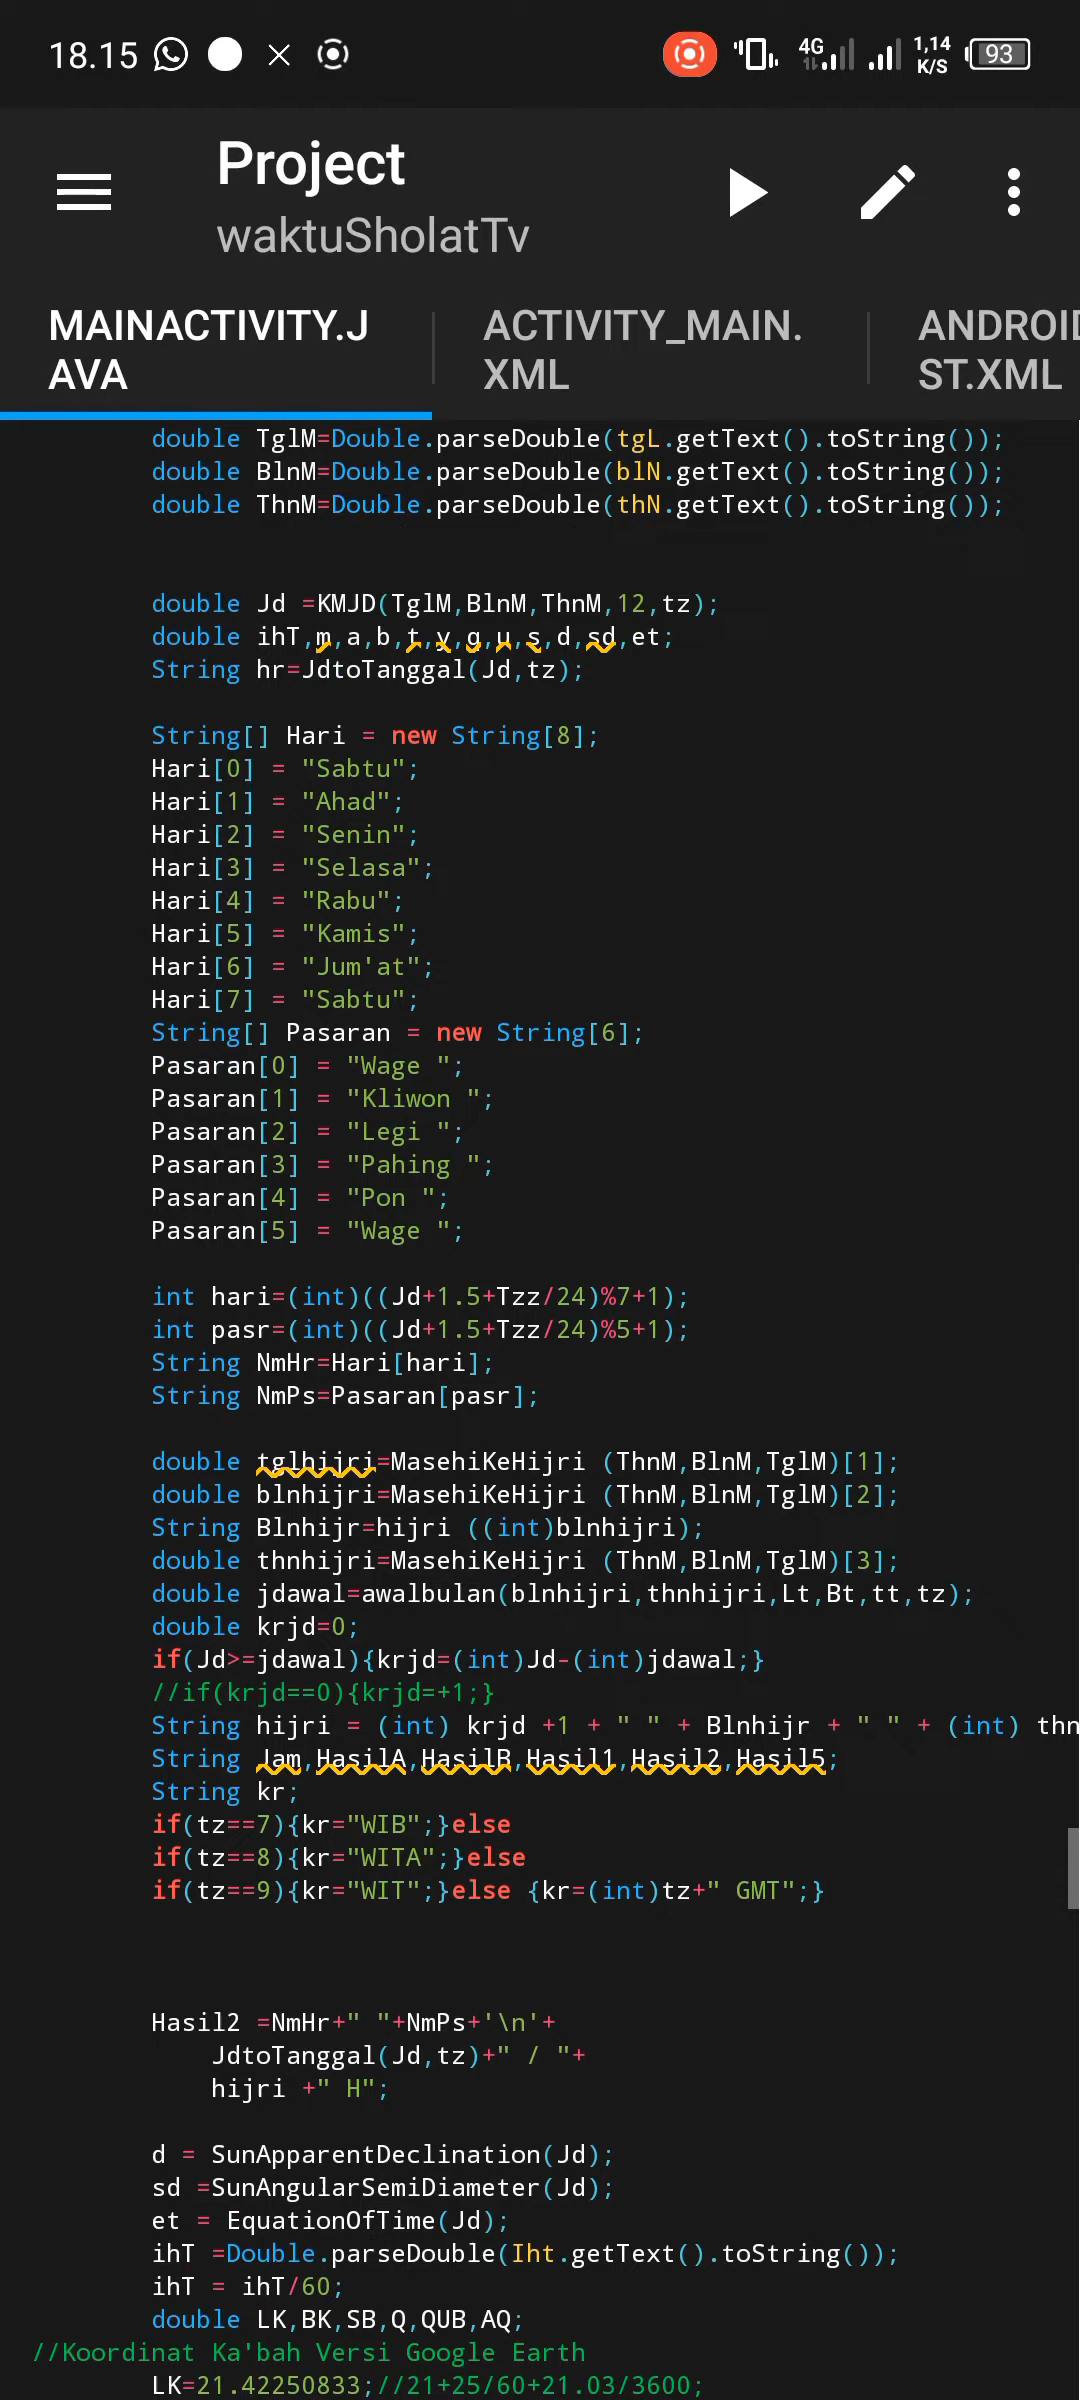 18.15
4G
1,14
K/S
93
Project
waktuSholatTv
MAINACTIVITY.J
AVA
ACTIVITY_MAIN.
XML
ANDROID
ST.XML
double TglM=Double.parseDouble(tgL.getText().toString());
double BlnM=Double.parseDouble(blN.getText().toString());
double ThnM=Double.parseDouble(thN.getText().toString());
double Jd =KMJD(TglM,BlnM,ThnM,12,tz);
double ihT,m,a,b,t,y,q,u,s,d,sd,et;
String hr=JdtoTanggal(Jd,tz);
String[] Hari = new String[8];
Hari[0] = "Sabtu";
Hari[1] = "Ahad";
Hari[2] = "Senin";
Hari[3] = "Selasa";
Hari[4] = "Rabu";
Hari[5] = "Kamis";
Hari[6] = "Jum'at";
Hari[7] = "Sabtu";
String[] Pasaran = new String[6];
Pasaran[0] = "Wage ";
Pasaran[1] = "Kliwon ";
Pasaran[2] = "Legi ";
Pasaran[3] = "Pahing ";
Pasaran[4] = "Pon ";
Pasaran[5] = "Wage ";
int hari=(int)((Jd+1.5+Tzz/24)%7+1);
int pasr=(int)((Jd+1.5+Tzz/24)%5+1);
String NmHr=Hari[hari];
String NmPs=Pasaran[pasr];
double tglhijri=MasehiKeHijri (ThnM,BlnM,TglM)[1];
double blnhijri=MasehiKeHijri (ThnM,BlnM,TglM)[2];
String Blnhijr=hijri ((int)blnhijri);
double thnhijri=MasehiKeHijri (ThnM,BlnM,TglM)[3];
double jdawal=awalbulan(blnhijri,thnhijri,Lt,Bt,tt,tz);
double krjd=0;
if(Jd>=jdawal){krjd=(int)Jd-(int)jdawal;}
//if(krjd==0){krjd=+1;}
String hijri = (int) krjd +1 + " " + Blnhijr + " " + (int) thn
String Jam,HasilA,HasilB,Hasil1,Hasil2,Hasil5;
String kr;
if(tz==7){kr="WIB";}else
if(tz==8){kr="WITA";}else
if(tz==9){kr="WIT";}else {kr=(int)tz+" GMT";}
Hasil2 =NmHr+" "+NmPs+'\n'+
JdtoTanggal(Jd,tz)+" / "+
hijri +" H";
d = SunApparentDeclination(Jd);
sd =SunAngularSemiDiameter(Jd);
et = EquationOfTime(Jd);
ihT =Double.parseDouble(Iht.getText().toString());
ihT = ihT/60;
double LK,BK,SB,Q,QUB,AQ;
//Koordinat Ka'bah Versi Google Earth
LK=21.42250833;//21+25/60+21.03/3600;